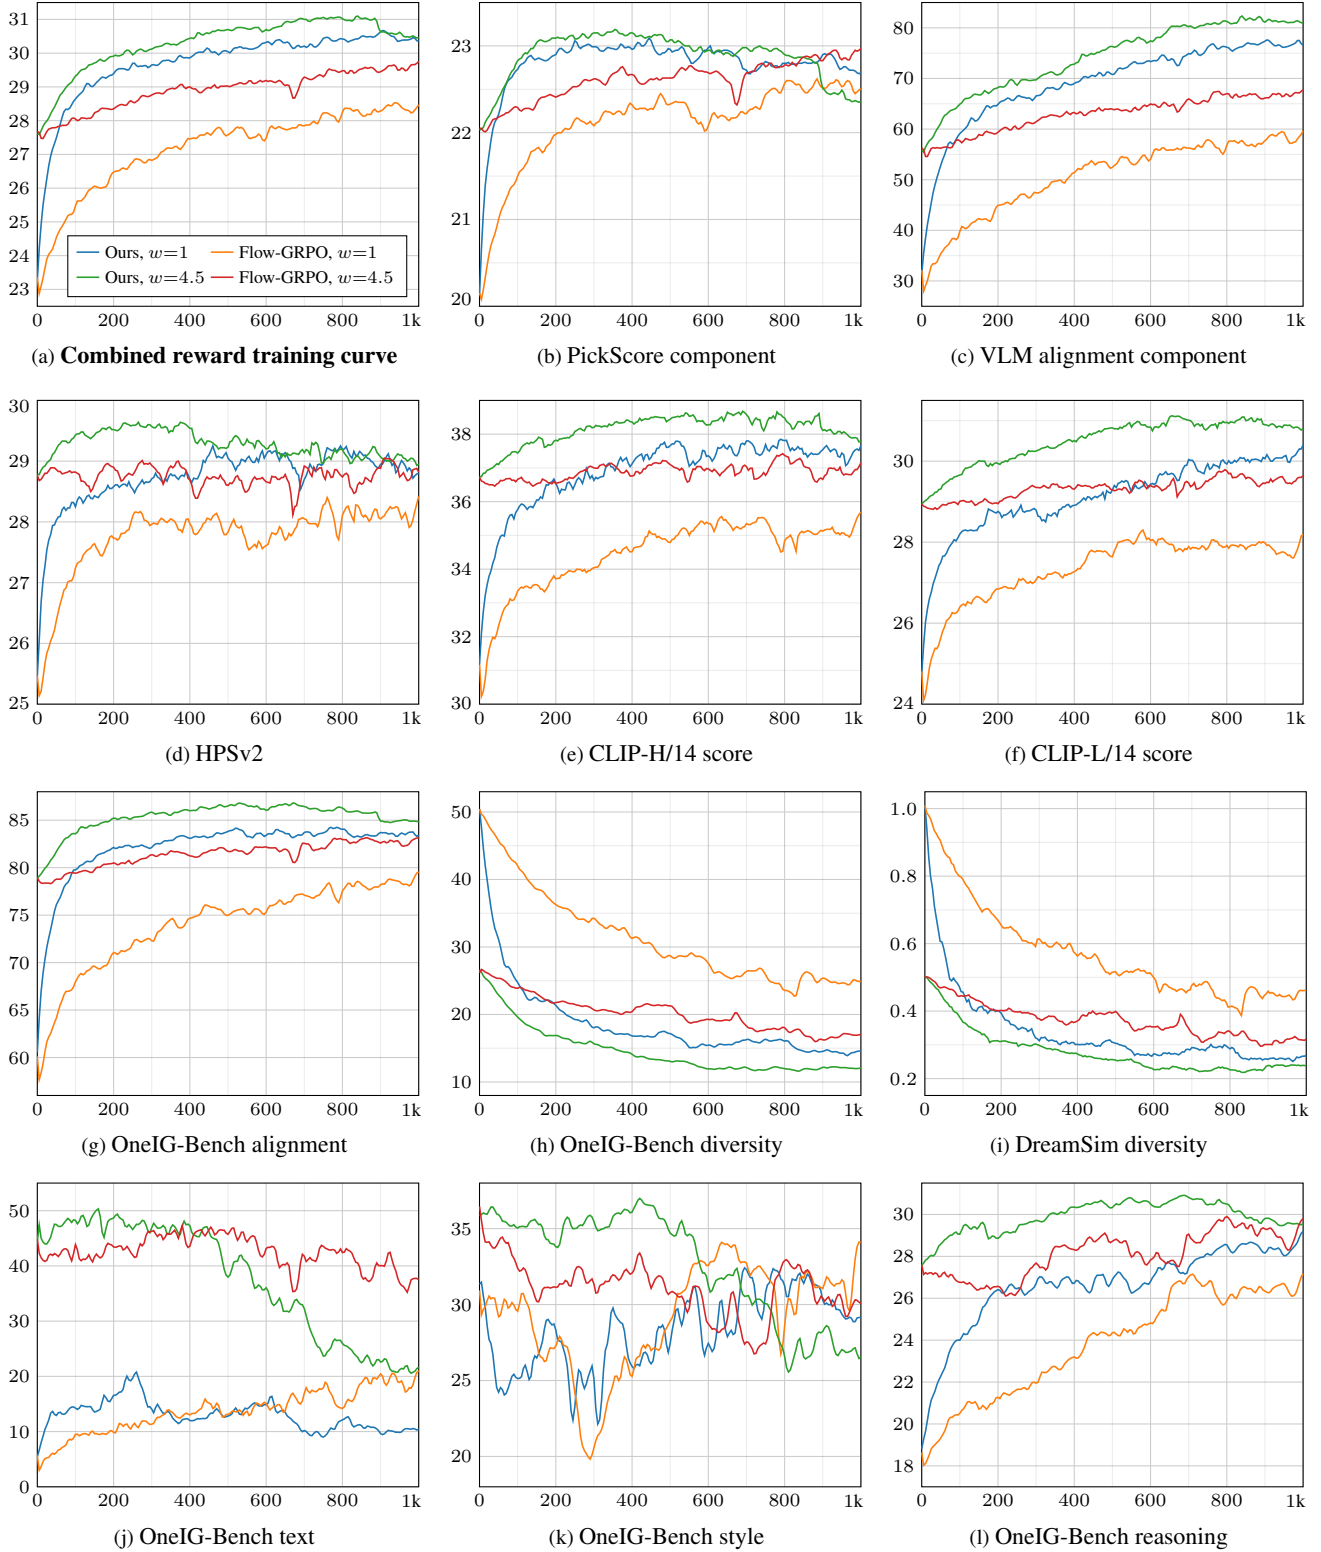 31
30
29
28
27
26
25
24
23
Ours, w=1 Flow-GRPO, w=1
Ours, w=4.5 Flow-GRPO, w=4.5
0 200 400 600 800 1k
(a) Combined reward training curve
23
22
21
20
0 200 400 600 800 1k
(b) PickScore component
80
70
60
50
40
30
0 200 400 600 800 1k
(c) VLM alignment component
30
29
28
27
26
25
0 200 400 600 800 1k
(d) HPSv2
38
36
34
32
30
0 200 400 600 800 1k
(e) CLIP-H/14 score
30
28
26
24
0 200 400 600 800 1k
(f) CLIP-L/14 score
85
80
75
70
65
60
0 200 400 600 800 1k
(g) OneIG-Bench alignment
50
40
30
20
10
0 200 400 600 800 1k
(h) OneIG-Bench diversity
1.0
0.8
0.6
0.4
0.2
0 200 400 600 800 1k
(i) DreamSim diversity
50
40
30
20
10
0
0 200 400 600 800 1k
(j) OneIG-Bench text
35
30
25
20
0 200 400 600 800 1k
(k) OneIG-Bench style
30
28
26
24
22
20
18
0 200 400 600 800 1k
(l) OneIG-Bench reasoning